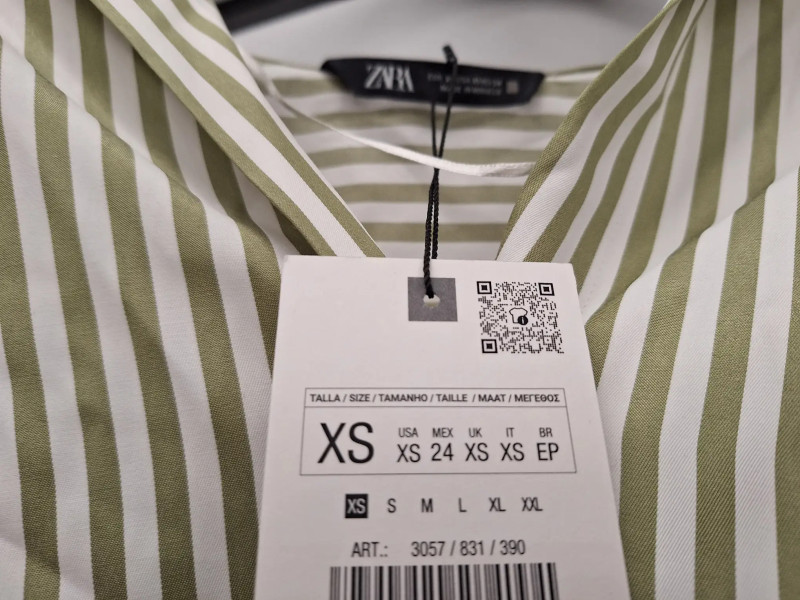 ZARA
TALLA / SIZE / TAMANHO / TAILLE / MAAT / ΜΕΓΕΘΟΣ
XS
USA MEX UK IT BR
XS 24 XS XS EP
XS S M L XL XXL
ART.: 3057 / 831 / 390